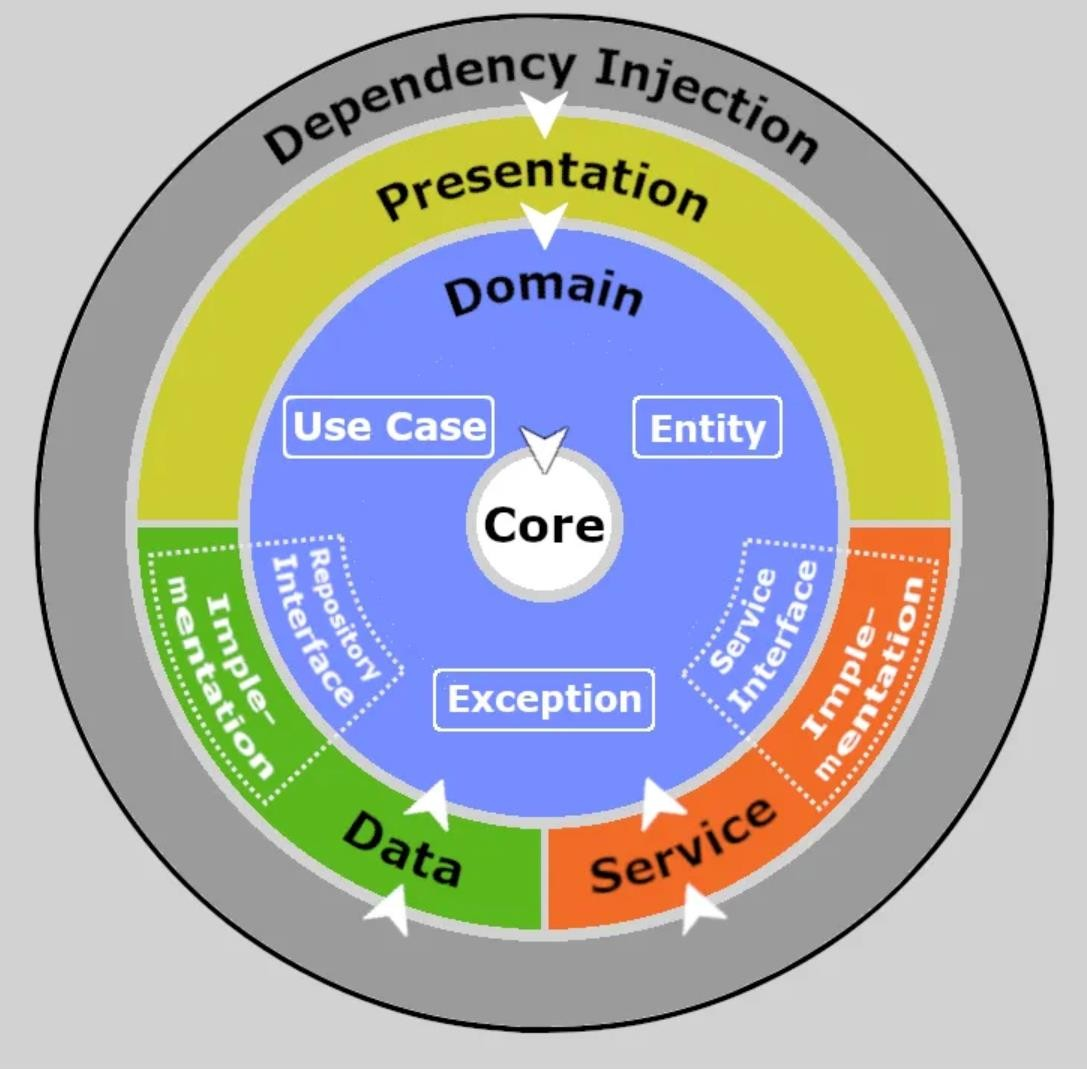 Dependency Injection
Presentation
Domain
Use Case
Entity
Core
Repository
Interface
Imple-
mentation
Service
Interface
Imple-
mentation
Exception
Data
Service